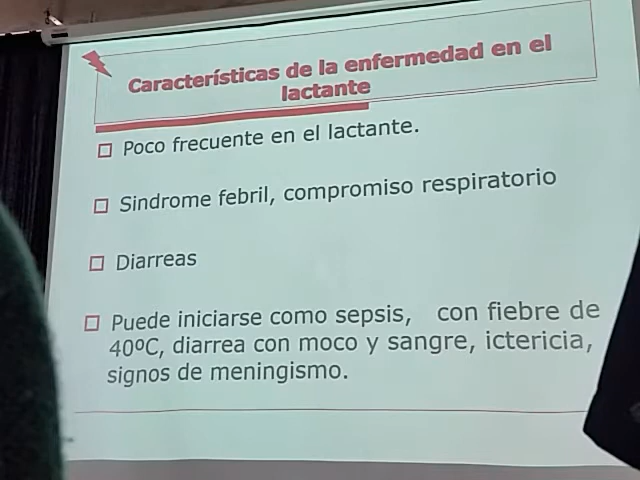 Características de la enfermedad en el
lactante
Poco frecuente en el lactante.
Sindrome febril, compromiso respiratorio
Diarreas
Puede iniciarse como sepsis, con fiebre de
40ºC, diarrea con moco y sangre, ictericia,
signos de meningismo.